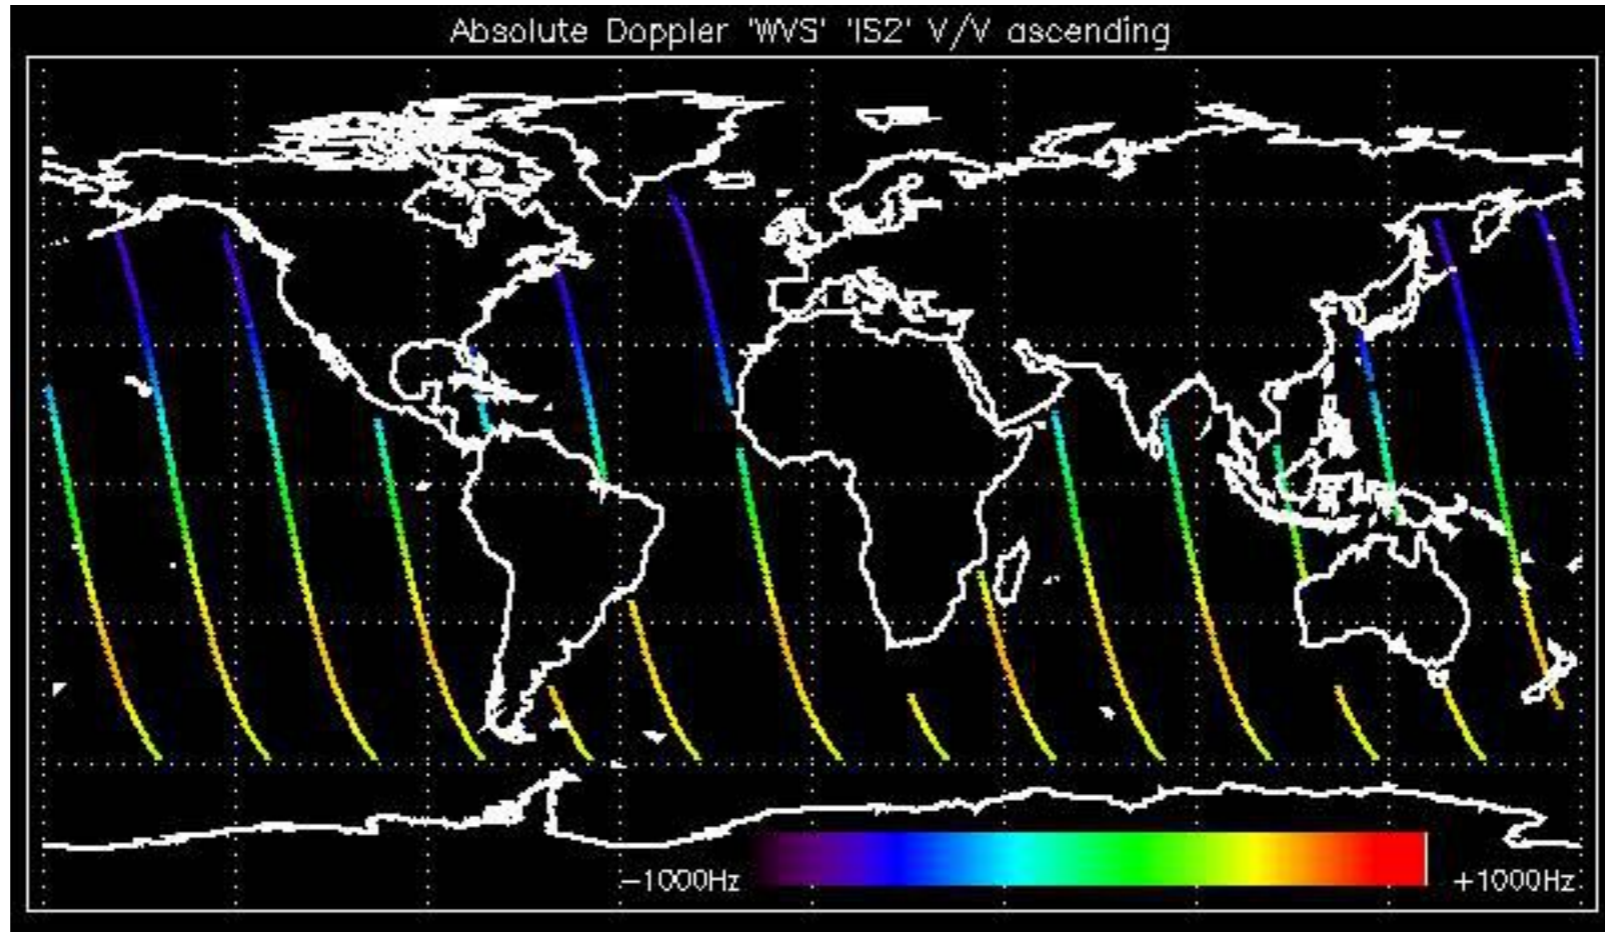 Absolute Doppler 'WVS' 'IS2' V/V ascending
−1000Hz
+1000Hz